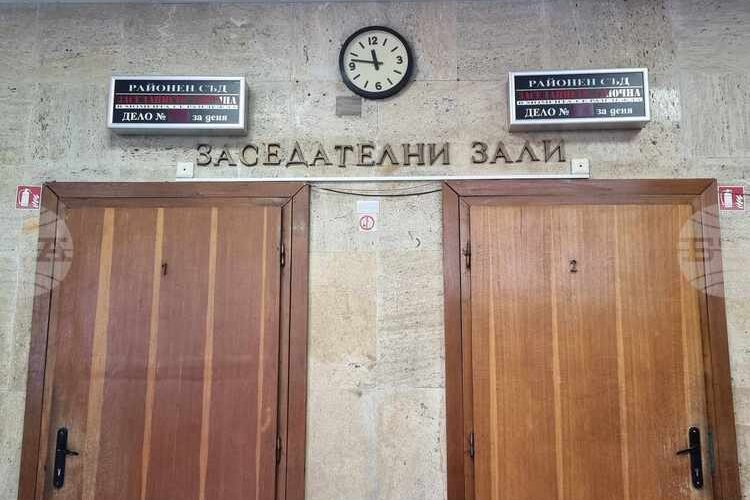 РАЙОНЕН СЪД
ДЕЛО № за деня
РАЙОНЕН СЪД
ДЕЛО № за деня
ЗАСЕДАТЕЛНИ ЗАЛИ
1
2